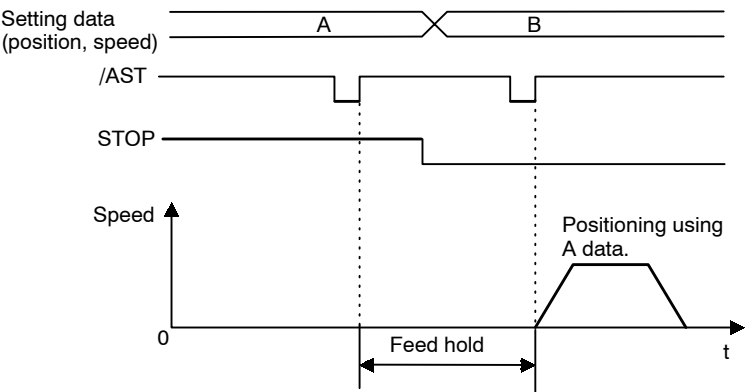 Setting data
(position, speed)
A
B
/AST
STOP
Speed
Positioning using
A data.
0
Feed hold
t